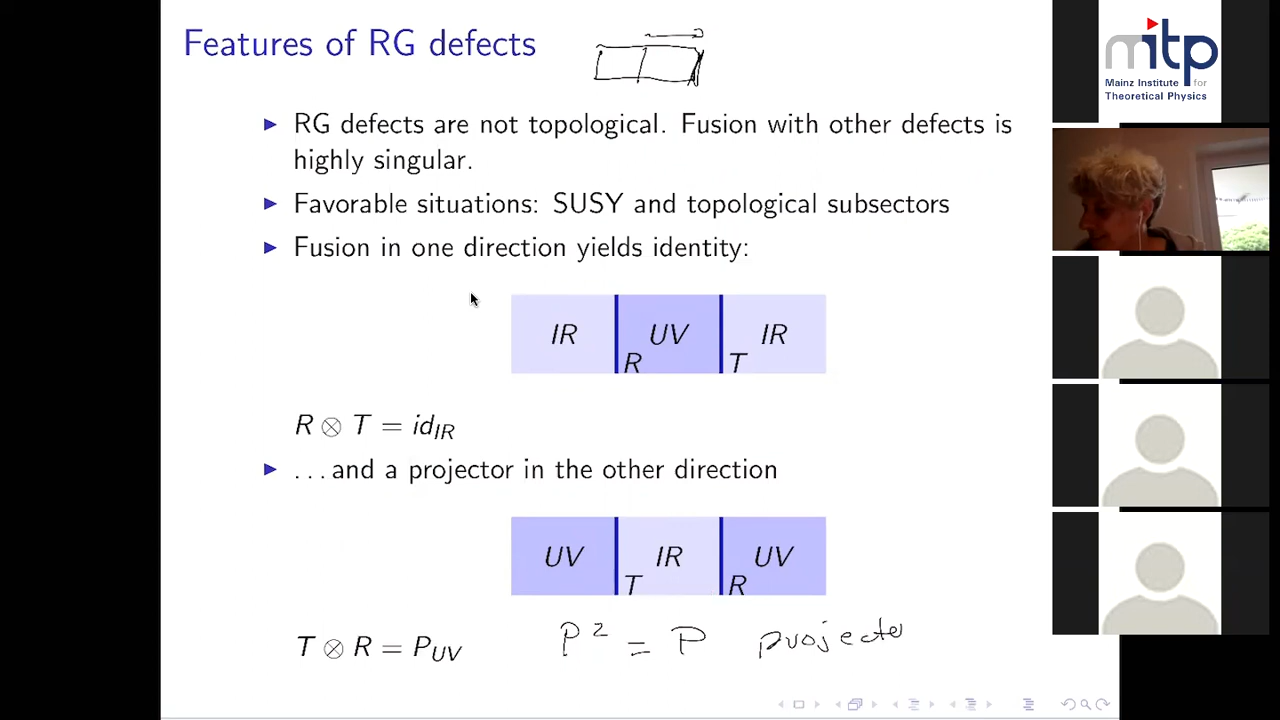 Features of RG defects
RG defects are not topological. Fusion with other defects is
highly singular.
Favorable situations: SUSY and topological subsectors
Fusion in one direction yields identity:
IR UV IR
R T
R ⊗ T = id_IR
...and a projector in the other direction
UV IR UV
T R
T ⊗ R = P_UV
P² = P projecto
mitp
Mainz Institute for
Theoretical Physics